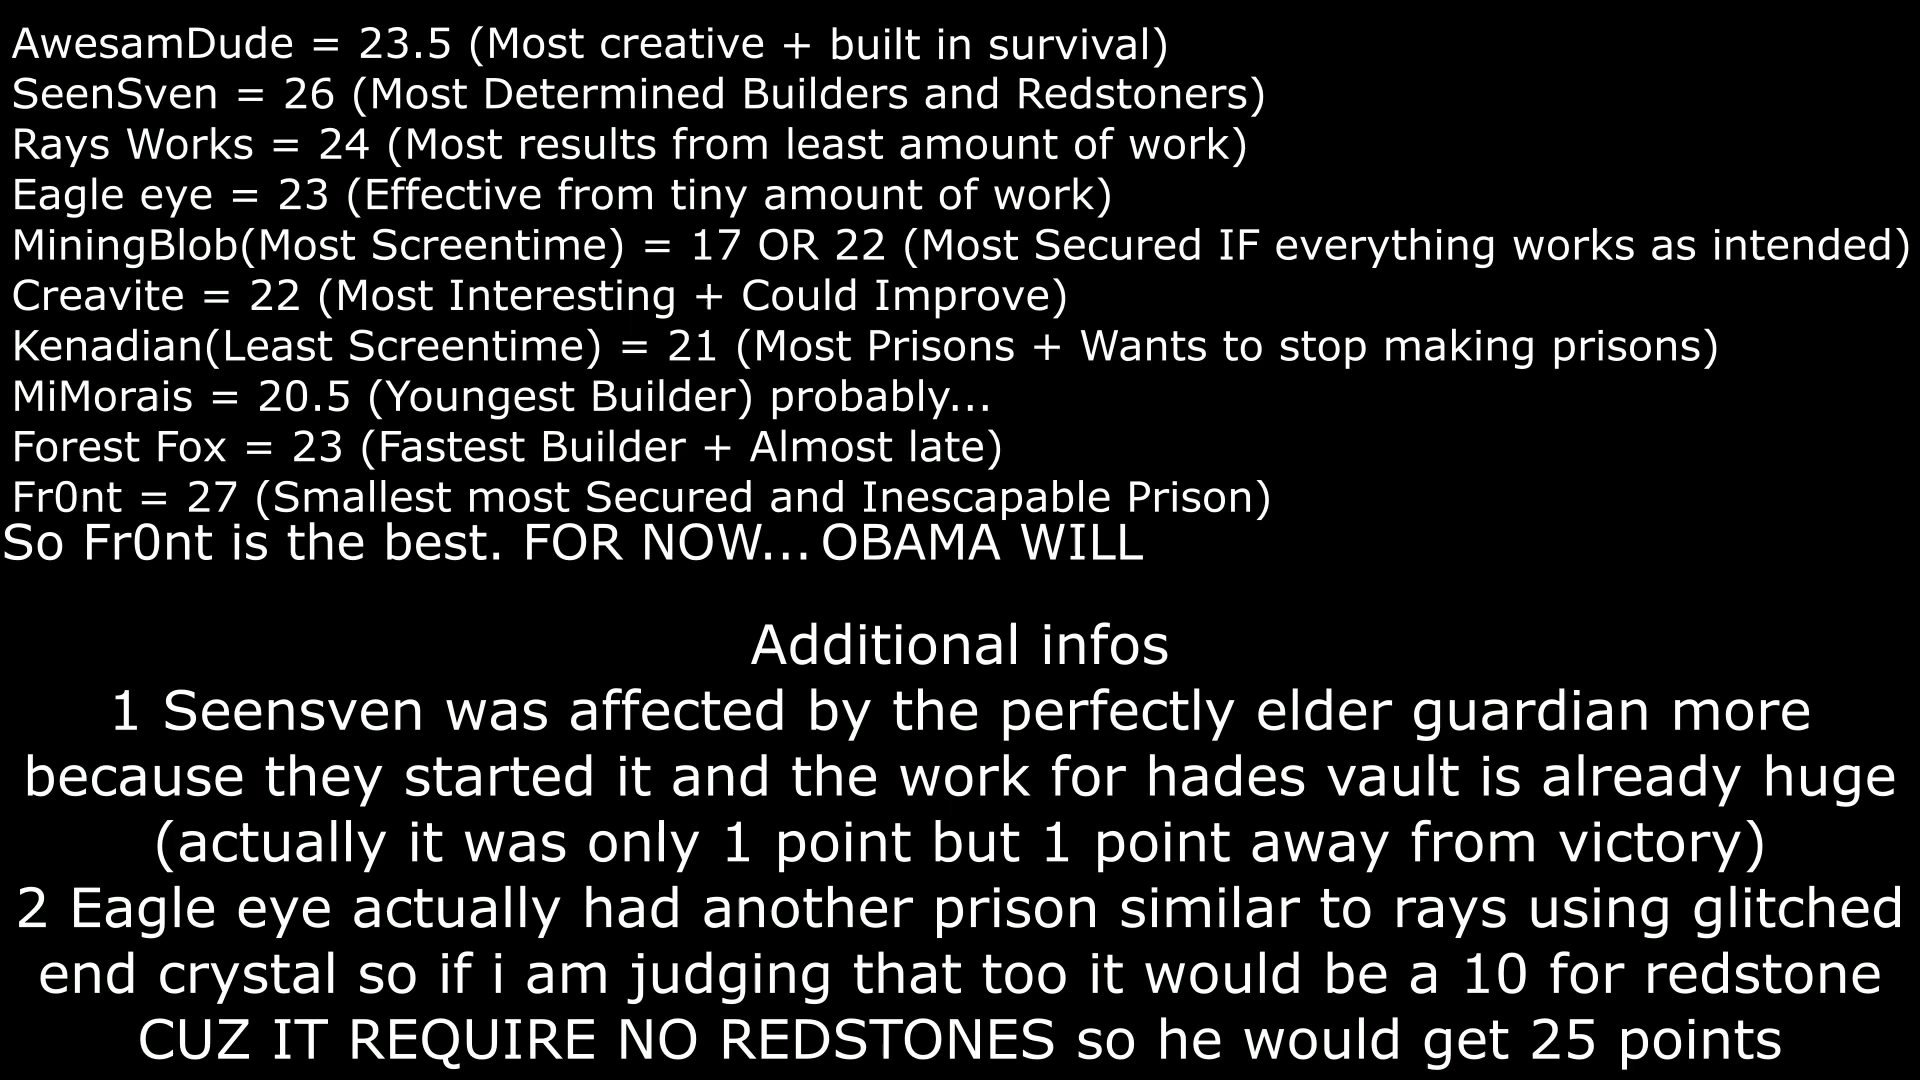 AwesamDude = 23.5 (Most creative + built in survival)
SeenSven = 26 (Most Determined Builders and Redstoners)
Rays Works = 24 (Most results from least amount of work)
Eagle eye = 23 (Effective from tiny amount of work)
MiningBlob(Most Screentime) = 17 OR 22 (Most Secured IF everything works as intended)
Creavite = 22 (Most Interesting + Could Improve)
Kenadian(Least Screentime) = 21 (Most Prisons + Wants to stop making prisons)
MiMorais = 20.5 (Youngest Builder) probably...
Forest Fox = 23 (Fastest Builder + Almost late)
Fr0nt = 27 (Smallest most Secured and Inescapable Prison)
So Fr0nt is the best. FOR NOW... OBAMA WILL
Additional infos
1 Seensven was affected by the perfectly elder guardian more
because they started it and the work for hades vault is already huge
(actually it was only 1 point but 1 point away from victory)
2 Eagle eye actually had another prison similar to rays using glitched
end crystal so if i am judging that too it would be a 10 for redstone
CUZ IT REQUIRE NO REDSTONES so he would get 25 points